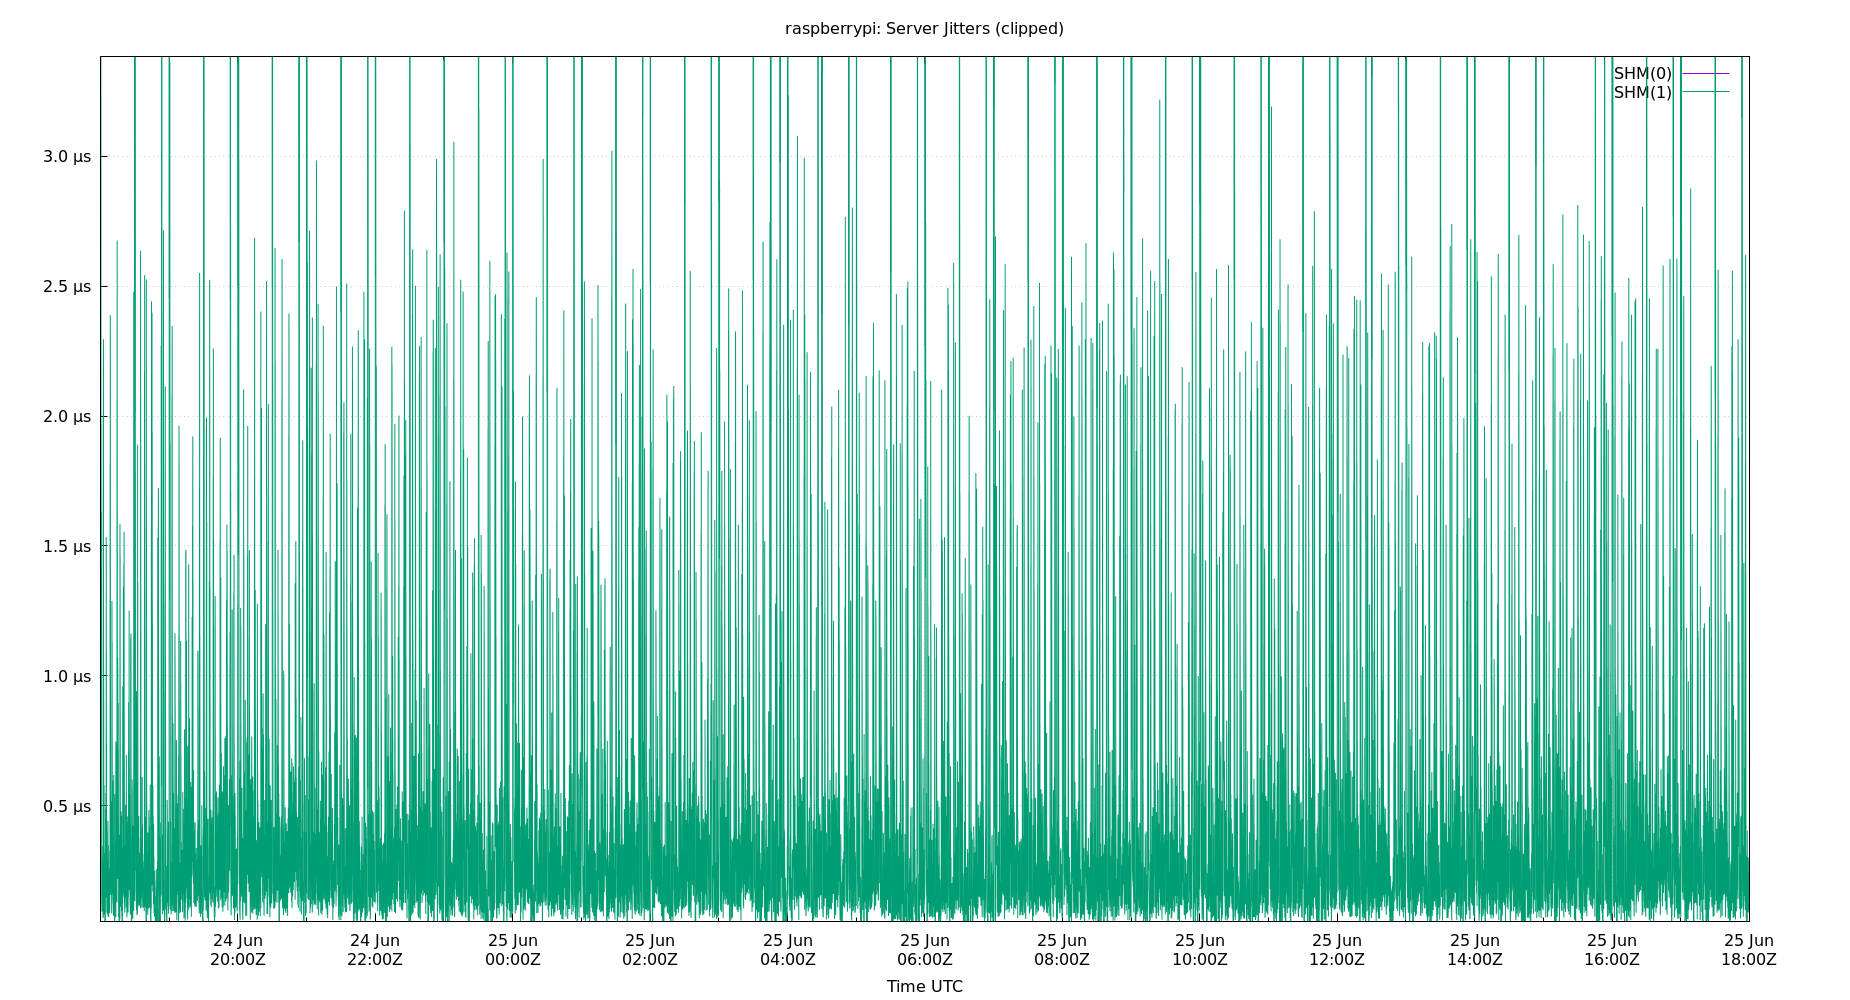 raspberrypi: Server Jitters (clipped)
SHM(0)
SHM(1)
3.0 µs
2.5 µs
2.0 µs
1.5 µs
1.0 µs
0.5 µs
24 Jun 24 Jun 25 Jun 25 Jun 25 Jun 25 Jun 25 Jun 25 Jun 25 Jun 25 Jun 25 Jun 25 Jun
20:00Z 22:00Z 00:00Z 02:00Z 04:00Z 06:00Z 08:00Z 10:00Z 12:00Z 14:00Z 16:00Z 18:00Z
Time UTC